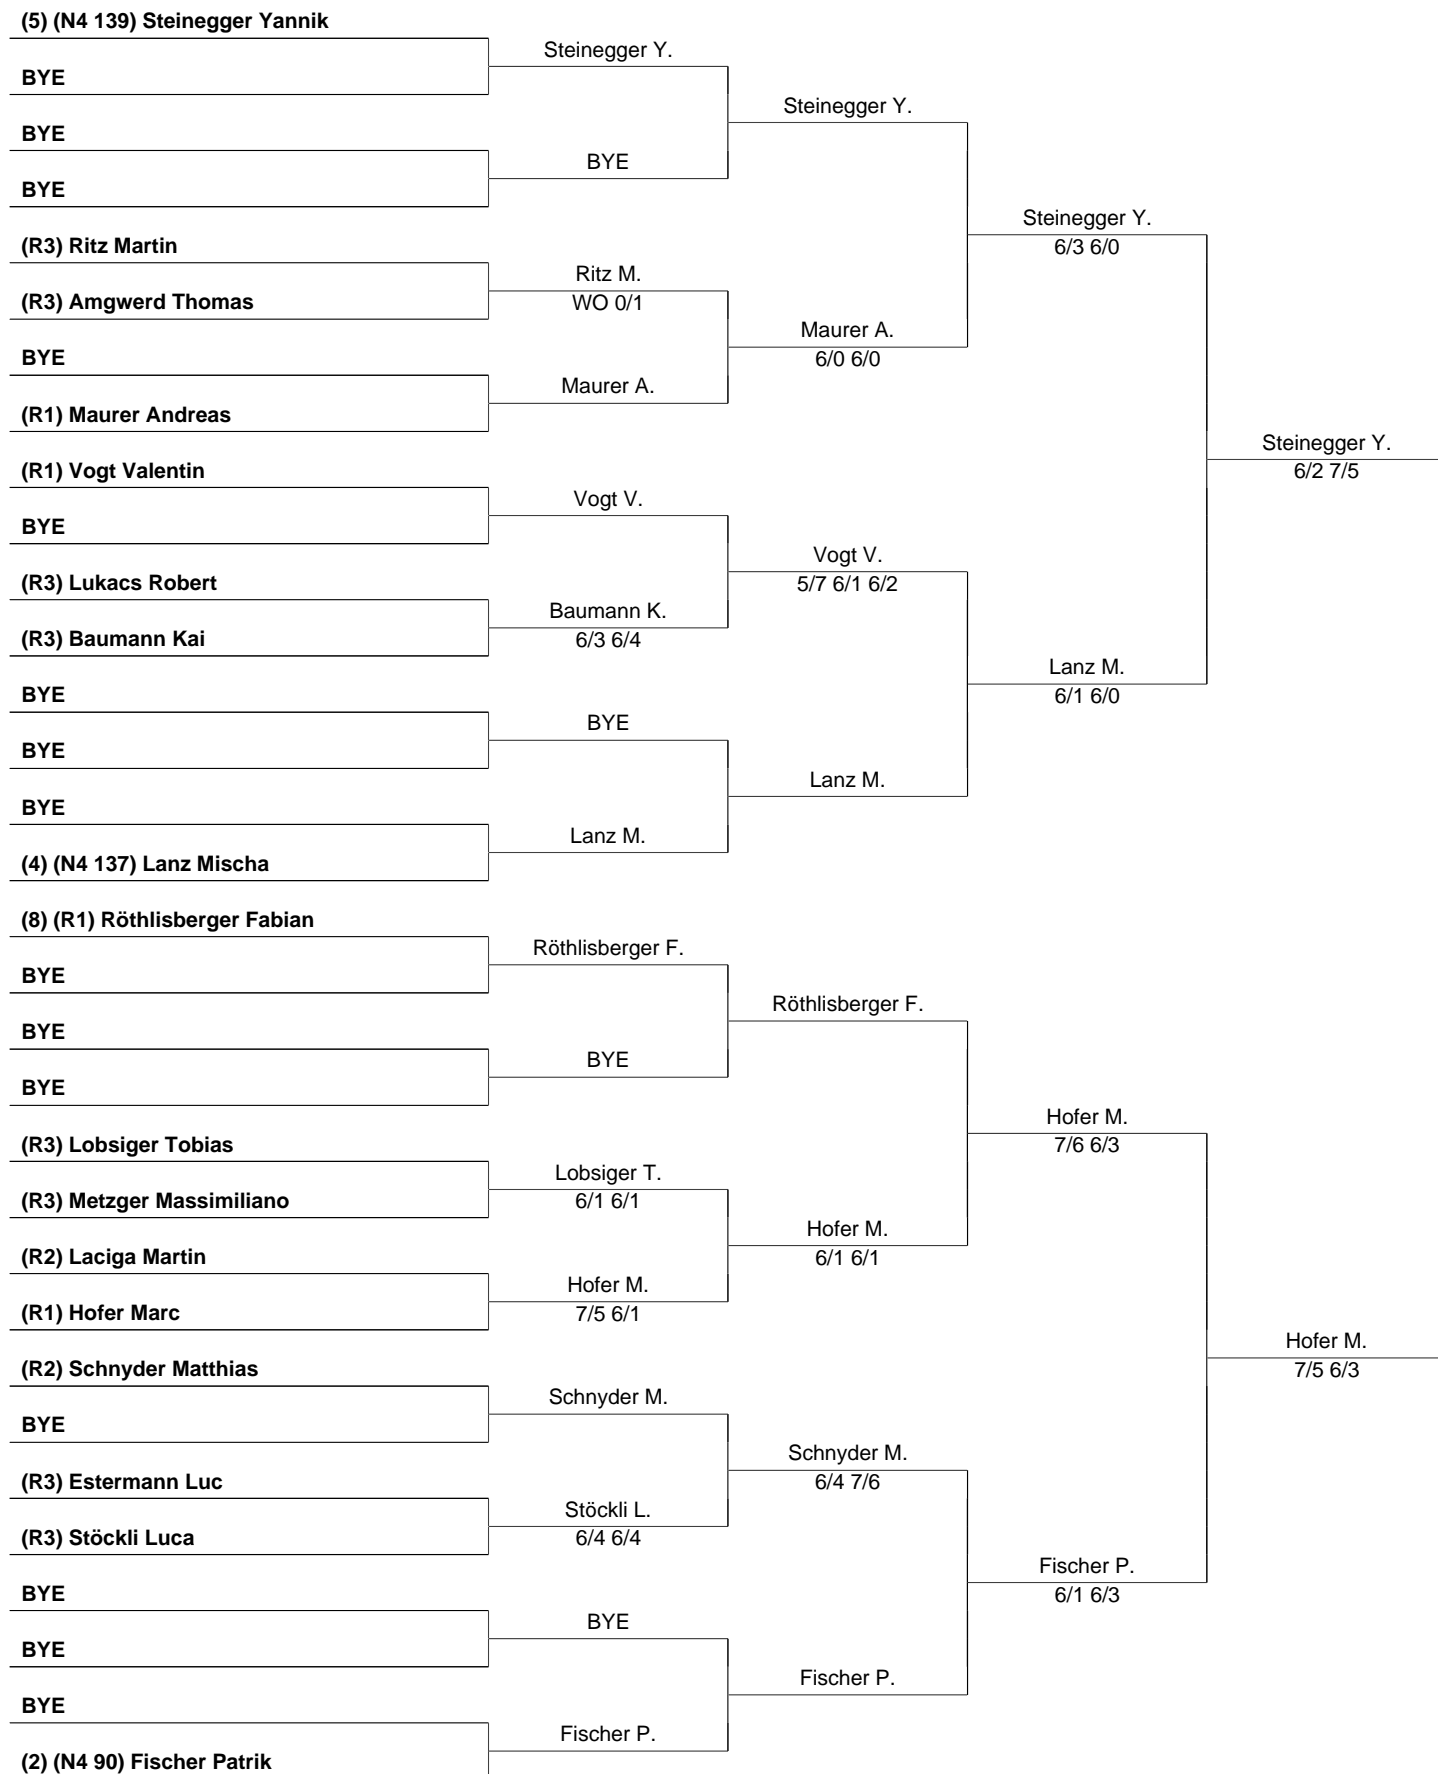 (5) (N4 139) Steinegger Yannik
Steinegger Y.
BYE
Steinegger Y.
BYE
BYE
BYE
Steinegger Y.
(R3) Ritz Martin
6/3 6/0
Ritz M.
(R3) Amgwerd Thomas
WO 0/1
Maurer A.
BYE
6/0 6/0
Maurer A.
(R1) Maurer Andreas
Steinegger Y.
(R1) Vogt Valentin
6/2 7/5
Vogt V.
BYE
Vogt V.
(R3) Lukacs Robert
5/7 6/1 6/2
Baumann K.
(R3) Baumann Kai
6/3 6/4
Lanz M.
BYE
6/1 6/0
BYE
BYE
Lanz M.
BYE
Lanz M.
(4) (N4 137) Lanz Mischa
(8) (R1) Röthlisberger Fabian
Röthlisberger F.
BYE
Röthlisberger F.
BYE
BYE
BYE
Hofer M.
(R3) Lobsiger Tobias
7/6 6/3
Lobsiger T.
(R3) Metzger Massimiliano
6/1 6/1
Hofer M.
(R2) Laciga Martin
6/1 6/1
Hofer M.
(R1) Hofer Marc
7/5 6/1
Hofer M.
(R2) Schnyder Matthias
7/5 6/3
Schnyder M.
BYE
Schnyder M.
(R3) Estermann Luc
6/4 7/6
Stöckli L.
(R3) Stöckli Luca
6/4 6/4
Fischer P.
BYE
6/1 6/3
BYE
BYE
Fischer P.
BYE
Fischer P.
(2) (N4 90) Fischer Patrik